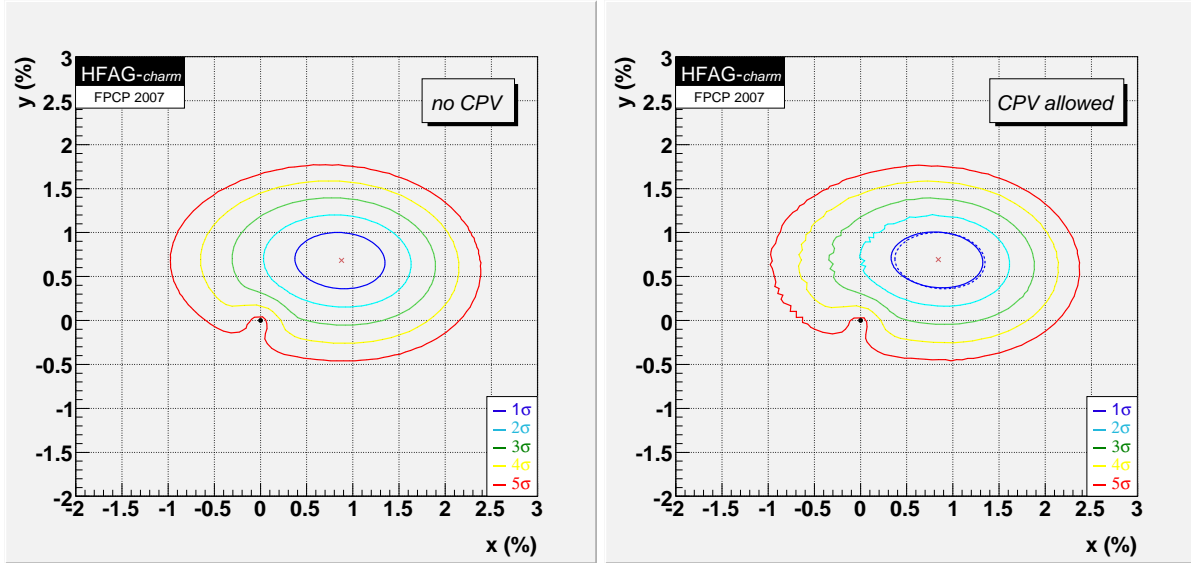 HFAG-charm
FPCP 2007
no CPV
y (%)
3
2.5
2
1.5
1
0.5
0
-0.5
-1
-1.5
-2
-2 -1.5 -1 -0.5 0 0.5 1 1.5 2 2.5 3
x (%)
1σ
2σ
3σ
4σ
5σ
HFAG-charm
FPCP 2007
CPV allowed
y (%)
3
2.5
2
1.5
1
0.5
0
-0.5
-1
-1.5
-2
-2 -1.5 -1 -0.5 0 0.5 1 1.5 2 2.5 3
x (%)
1σ
2σ
3σ
4σ
5σ